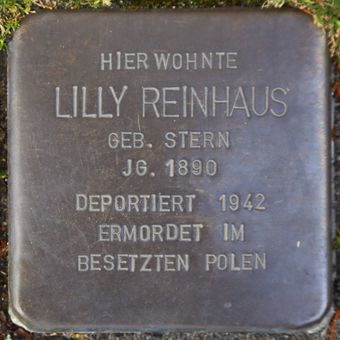 HIER WOHNTE
LILLY REINHAUS
GEB. STERN
JG. 1890
DEPORTIERT 1942
ERMORDET IM
BESETZTEN POLEN